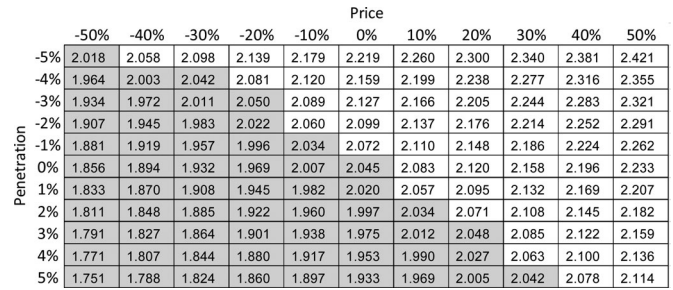 Price
-50% -40% -30% -20% -10% 0% 10% 20% 30% 40% 50%
-5% 2.018 2.058 2.098 2.139 2.179 2.219 2.260 2.300 2.340 2.381 2.421
-4% 1.964 2.003 2.042 2.081 2.120 2.159 2.199 2.238 2.277 2.316 2.355
-3% 1.934 1.972 2.011 2.050 2.089 2.127 2.166 2.205 2.244 2.283 2.321
-2% 1.907 1.945 1.983 2.022 2.060 2.099 2.137 2.176 2.214 2.252 2.291
-1% 1.881 1.919 1.957 1.996 2.034 2.072 2.110 2.148 2.186 2.224 2.262
0% 1.856 1.894 1.932 1.969 2.007 2.045 2.083 2.120 2.158 2.196 2.233
1% 1.833 1.870 1.908 1.945 1.982 2.020 2.057 2.095 2.132 2.169 2.207
2% 1.811 1.848 1.885 1.922 1.960 1.997 2.034 2.071 2.108 2.145 2.182
3% 1.791 1.827 1.864 1.901 1.938 1.975 2.012 2.048 2.085 2.122 2.159
4% 1.771 1.807 1.844 1.880 1.917 1.953 1.990 2.027 2.063 2.100 2.136
5% 1.751 1.788 1.824 1.860 1.897 1.933 1.969 2.005 2.042 2.078 2.114
Penetration